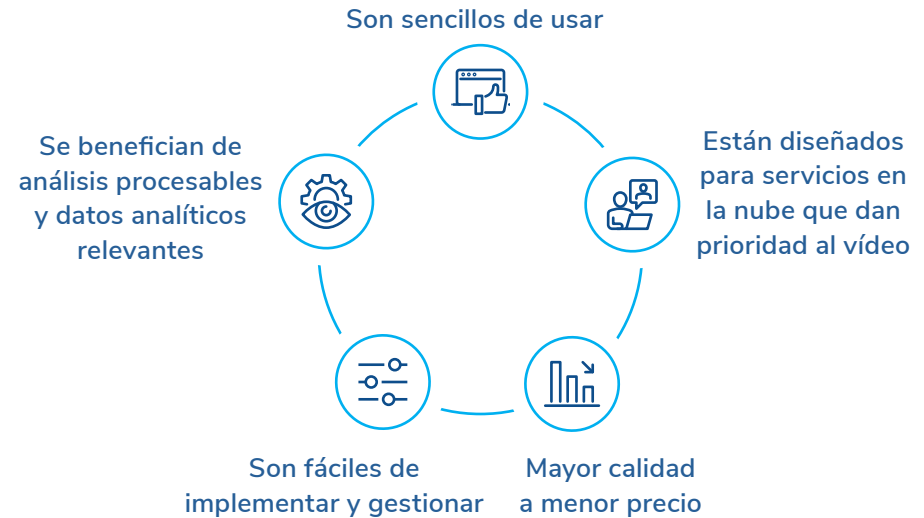 Son sencillos de usar
Están diseñados
para servicios en
la nube que dan
prioridad al vídeo
Mayor calidad
a menor precio
Son fáciles de
implementar y gestionar
Se benefician de
análisis procesables
y datos analíticos
relevantes